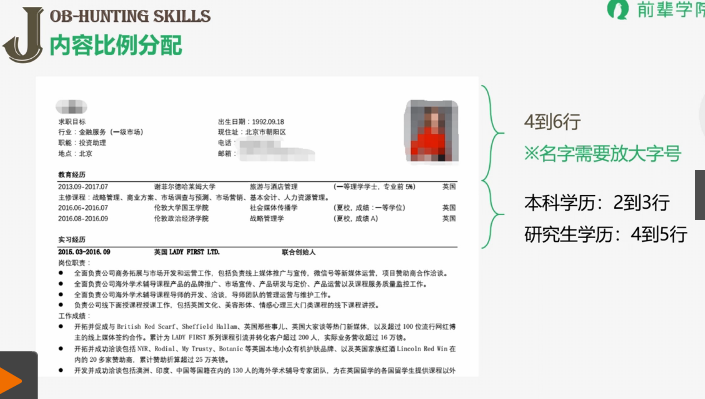 JOB-HUNTING SKILLS
前辈学院
内容比例分配
求职目标
行业：金融服务（一级市场）
职能：投资助理
地点：北京
出生日期：1992.09.18
现住址：北京市朝阳区
电话：
邮箱：
教育经历
2013.09-2017.07 谢菲尔德哈莱姆大学 旅游与酒店管理 （一等理学学士，专业前 5%） 英国
主修课程：战略管理、商业方案、市场调查与预测、市场营销、基本会计、人力资源管理。
2016.06-2016.07 伦敦大学国王学院 社会媒体传播学 （夏校，成绩：一等学位） 英国
2016.08-2016.09 伦敦政治经济学院 战略管理学 （夏校，成绩 A） 英国
实习经历
2015.03-2016.09 英国 LADY FIRST LTD. 联合创始人
岗位职责：
● 全面负责公司商务拓展与市场开发和运营工作，包括负责线上媒体推广与宣传，微信号等新媒体运营，项目赞助商合作洽谈。
● 全面负责公司海外学术辅导课程产品的品牌推广、市场宣传、产品研发与定价、产品运营以及课程服务质量监控工作。
● 全面负责公司海外学术辅导课程导师的开发、洽谈，导师团队的管理运营与维护工作。
● 负责公司线下面授课程授课工作，包括英国文化、美容形体、情感心理三大门类课程的线下课程讲授。
工作成绩：
● 开拓并促成与 British Red Scarf、Sheffield Hallam、英国那些事儿、英国大家谈等热门新媒体、以及超过 100 位流行网红博
主的线上媒体签约合作。累计为 LADY FIRST 系列课程引流并转化客户超过 200 人，实际业务营收超过 16 万镑。
● 开拓并成功洽谈包括 NYR、Rodial、My Trusty、Botanic 等英国本地小众有机护肤品牌、以及英国家族红酒 Lincoln Red Win 在
内的 20 多家赞助商，累计赞助折算超过 25 万英镑。
● 开发并成功洽谈包括澳洲、印度、中国等国籍在内的 130 人的海外学术辅导专家团队，为在英国留学的各国留学生提供课程以外
4到6行
※名字需要放大字号
本科学历：2到3行
研究生学历：4到5行